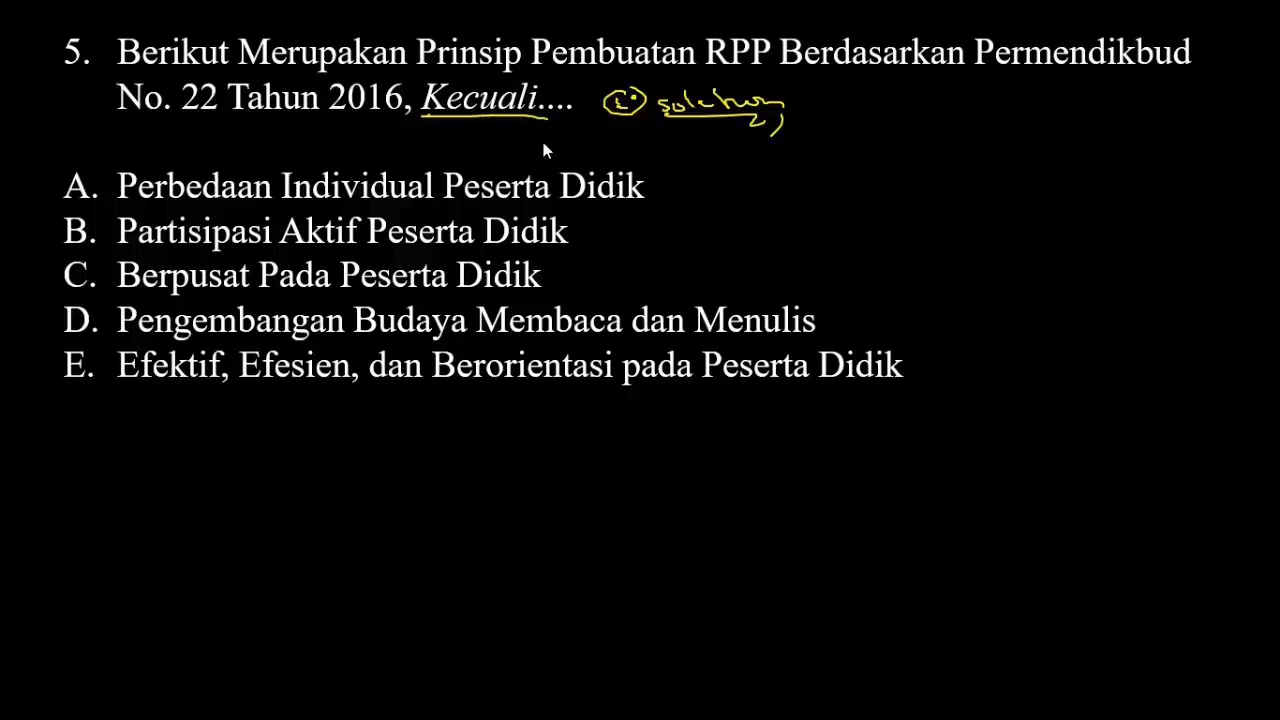 5. Berikut Merupakan Prinsip Pembuatan RPP Berdasarkan Permendikbud
No. 22 Tahun 2016, Kecuali....
A. Perbedaan Individual Peserta Didik
B. Partisipasi Aktif Peserta Didik
C. Berpusat Pada Peserta Didik
D. Pengembangan Budaya Membaca dan Menulis
E. Efektif, Efesien, dan Berorientasi pada Peserta Didik